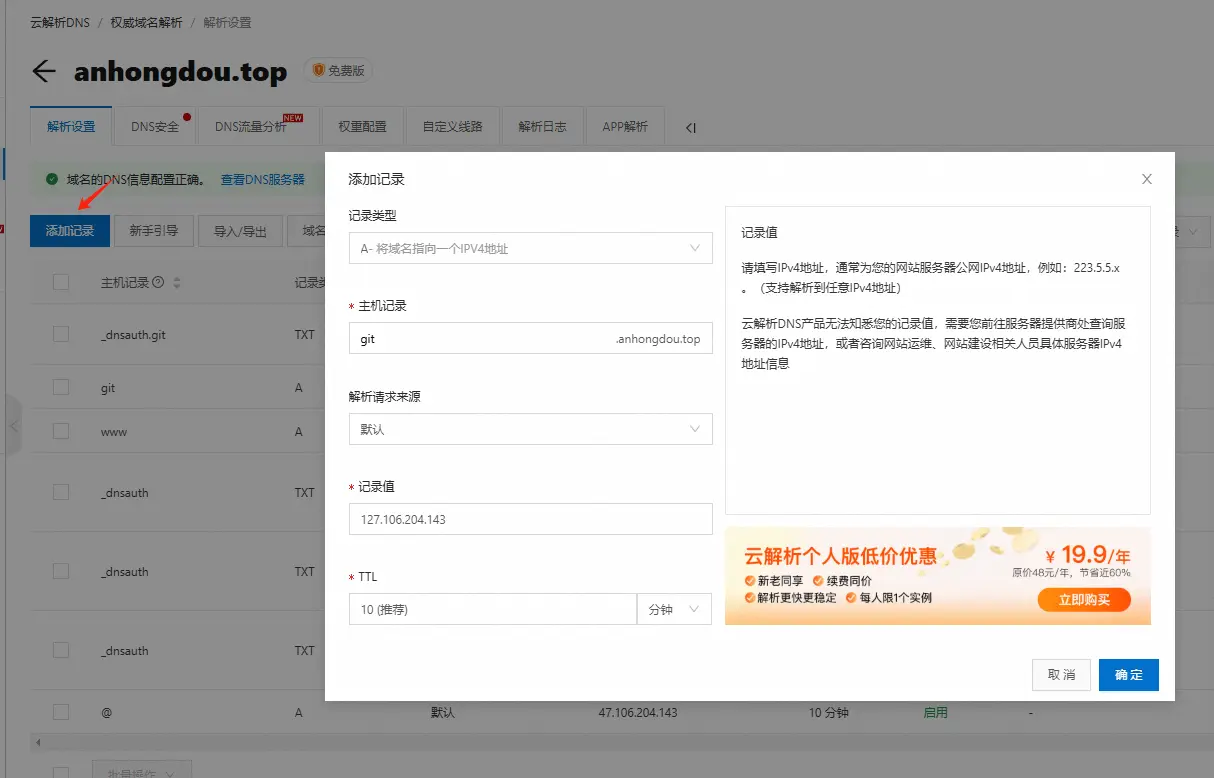 云解析DNS / 权威域名解析 / 解析设置
anhongdou.top 免费版
解析设置 DNS安全 DNS流量分析 NEW 权重配置 自定义线路 解析日志 APP解析
域名的DNS信息配置正确。 查看DNS服务器
添加记录 新手引导 导入/导出 域名
主机记录 记录类
_dnsauth.git TXT
git A
www A
_dnsauth TXT
_dnsauth TXT
_dnsauth TXT
@ A 默认 47.106.204.143 10 分钟 启用 -
批量操作
添加记录
记录类型
A- 将域名指向一个IPV4地址
* 主机记录
git .anhongdou.top
解析请求来源
默认
* 记录值
127.106.204.143
* TTL
10 (推荐) 分钟
记录值
请填写IPv4地址，通常为您的网站服务器公网IPv4地址，例如：223.5.5.x
。（支持解析到任意IPv4地址）
云解析DNS产品无法知悉您的记录值，需要您前往服务器提供商处查询服
务器的IPv4地址，或者咨询网站运维、网站建设相关人员具体服务器IPv4
地址信息
云解析个人版低价优惠
新老同享 续费同价
解析更快更稳定 每人限1个实例
¥ 19.9/年
原价48元/年，节省近60%
立即购买
取 消 确 定